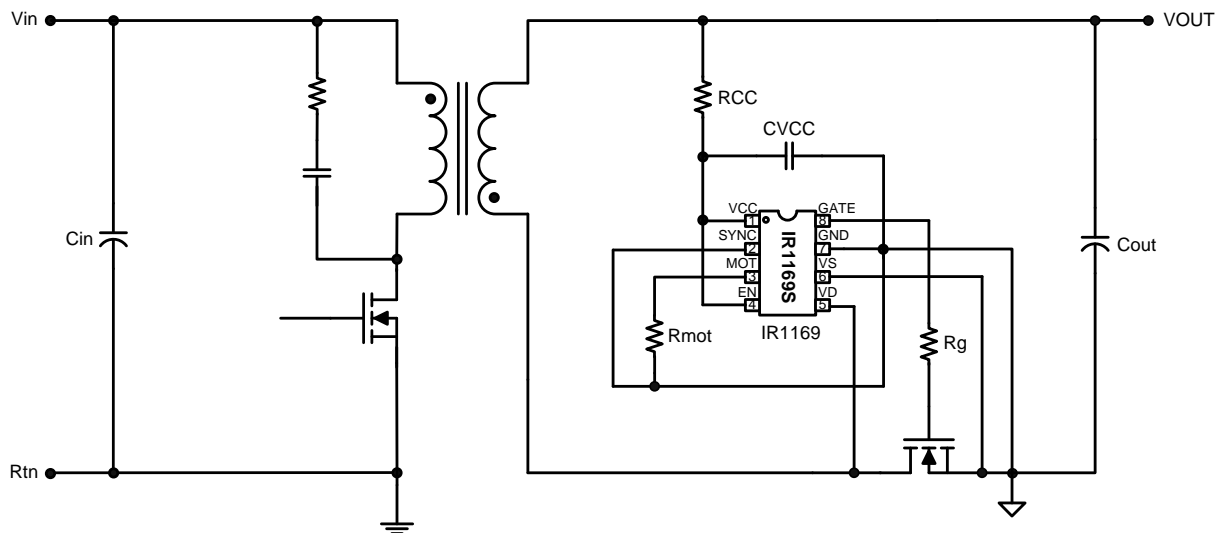 Vin
VOUT
RCC
CVCC
VCC
1
GATE
8
SYNC
2
GND
7
MOT
3
VS
6
EN
4
VD
5
IR1169S
IR1169
Cin
Cout
Rmot
Rg
Rtn